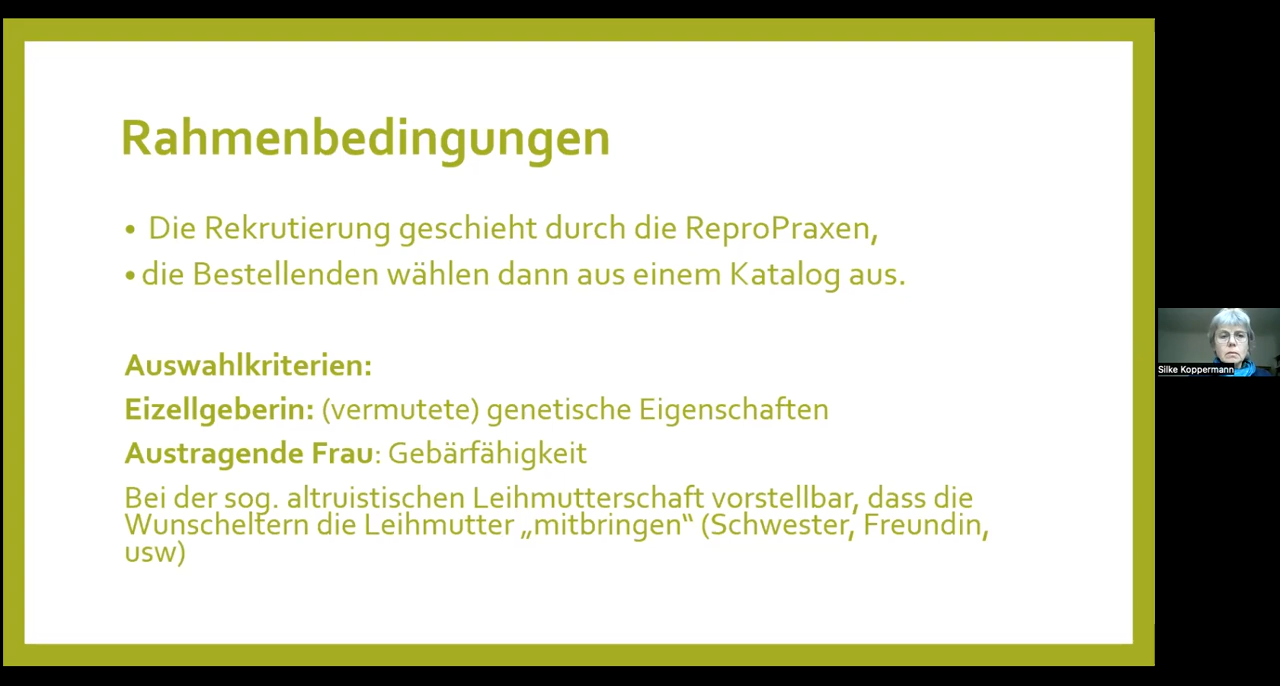 Rahmenbedingungen
• Die Rekrutierung geschieht durch die ReproPraxen,
• die Bestellenden wählen dann aus einem Katalog aus.
Auswahlkriterien:
Eizellgeberin: (vermutete) genetische Eigenschaften
Austragende Frau: Gebärfähigkeit
Bei der sog. altruistischen Leihmutterschaft vorstellbar, dass die
Wunscheltern die Leihmutter „mitbringen“ (Schwester, Freundin,
usw)
Silke Koppermann